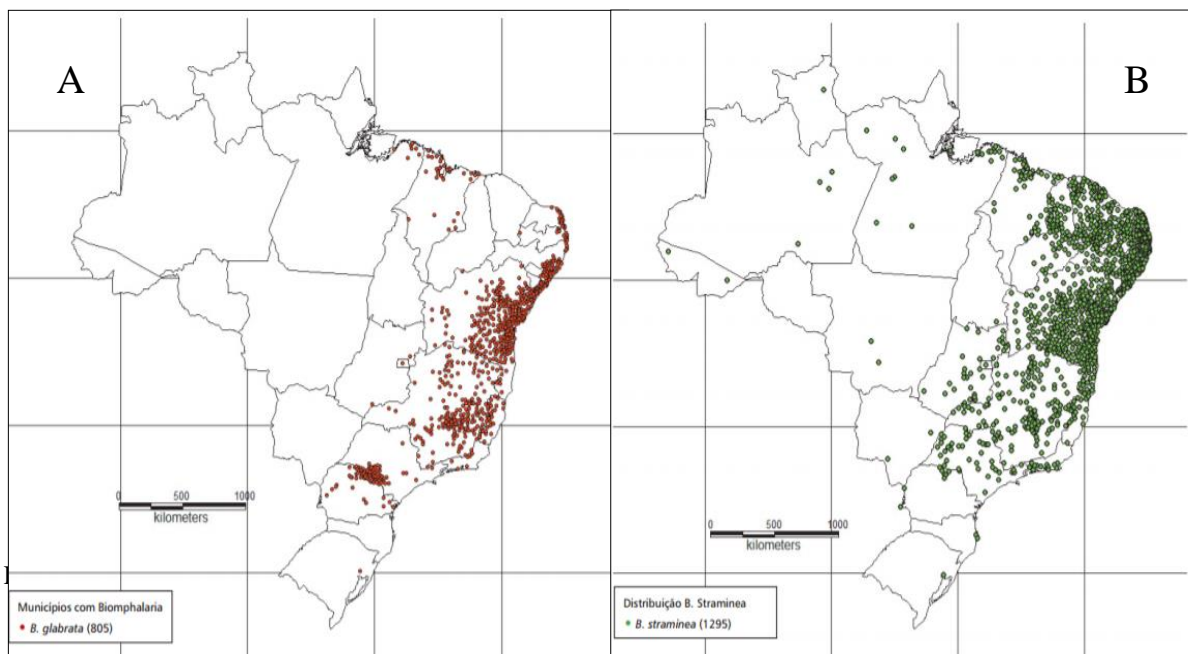 A
B
0 500 1000
kilometers
0 500 1000
kilometers
Municípios com Biomphalaria
B. glabrata (805)
Distribuição B. Straminea
B. straminea (1295)